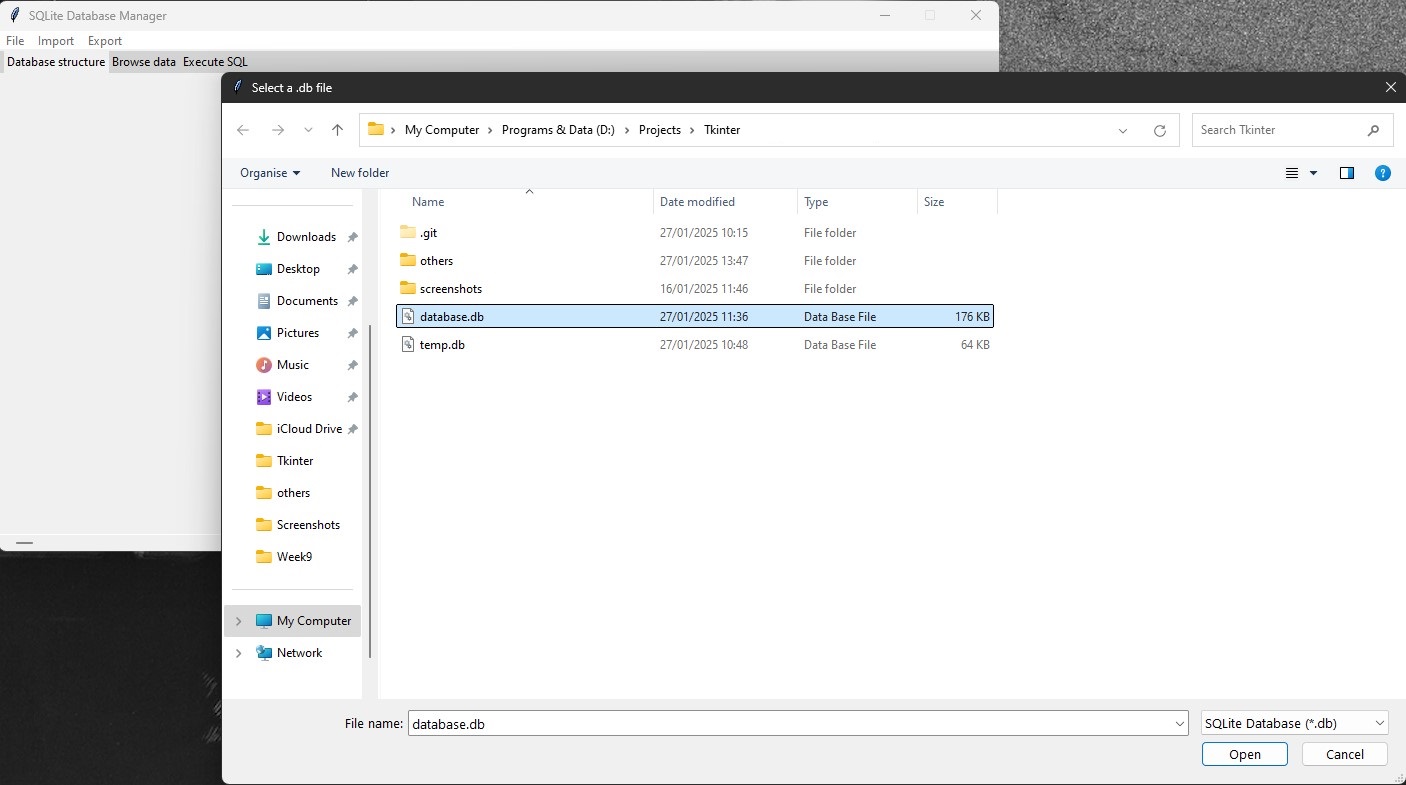 SQLite Database Manager
File Import Export
Database structure Browse data Execute SQL
Select a .db file
My Computer > Programs & Data (D:) > Projects > Tkinter
Search Tkinter
Organise New folder
?
Name Date modified Type Size
.git 27/01/2025 10:15 File folder
others 27/01/2025 13:47 File folder
screenshots 16/01/2025 11:46 File folder
database.db 27/01/2025 11:36 Data Base File 176 KB
temp.db 27/01/2025 10:48 Data Base File 64 KB
Downloads
Desktop
Documents
Pictures
Music
Videos
iCloud Drive
Tkinter
others
Screenshots
Week9
My Computer
Network
File name: database.db SQLite Database (*.db)
Open Cancel